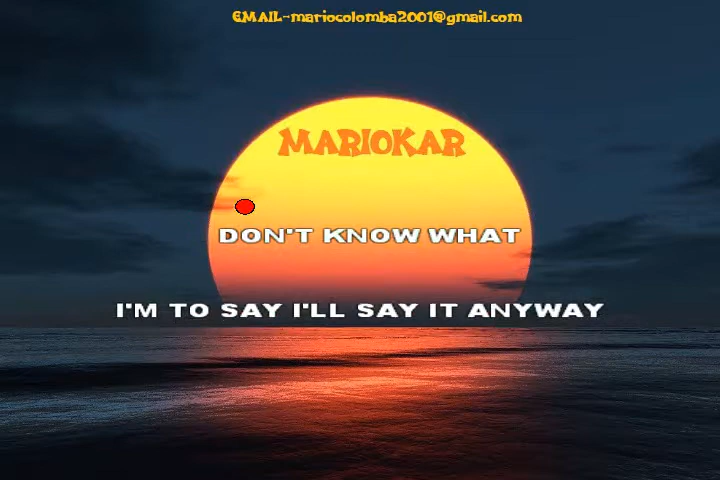 EMAIL-mariocolomba2001@gmail.com
MARIOKAR
DON'T KNOW WHAT
I'M TO SAY I'LL SAY IT ANYWAY